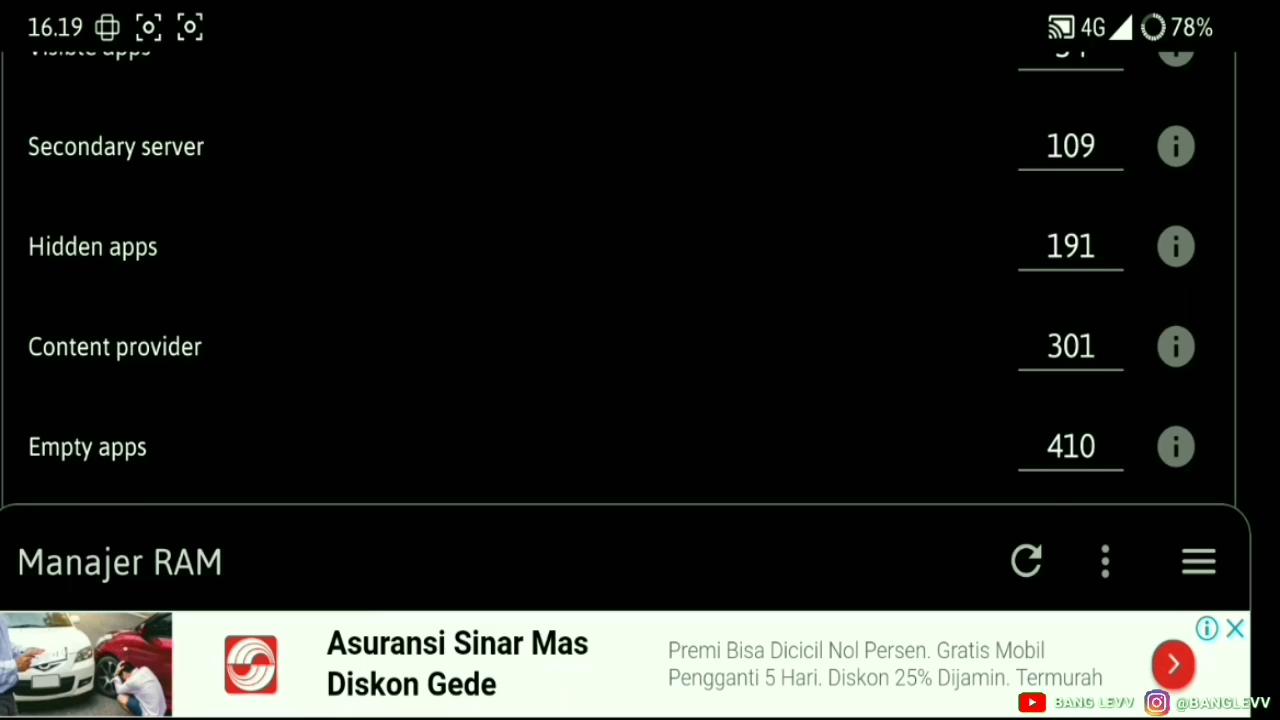 16.19 4G 78%
Visible apps
Secondary server 109
Hidden apps 191
Content provider 301
Empty apps 410
Manajer RAM
Asuransi Sinar Mas
Diskon Gede
Premi Bisa Dicicil Nol Persen. Gratis Mobil
Pengganti 5 Hari. Diskon 25% Dijamin. Termurah
BANG LEVV @BANGLEVV